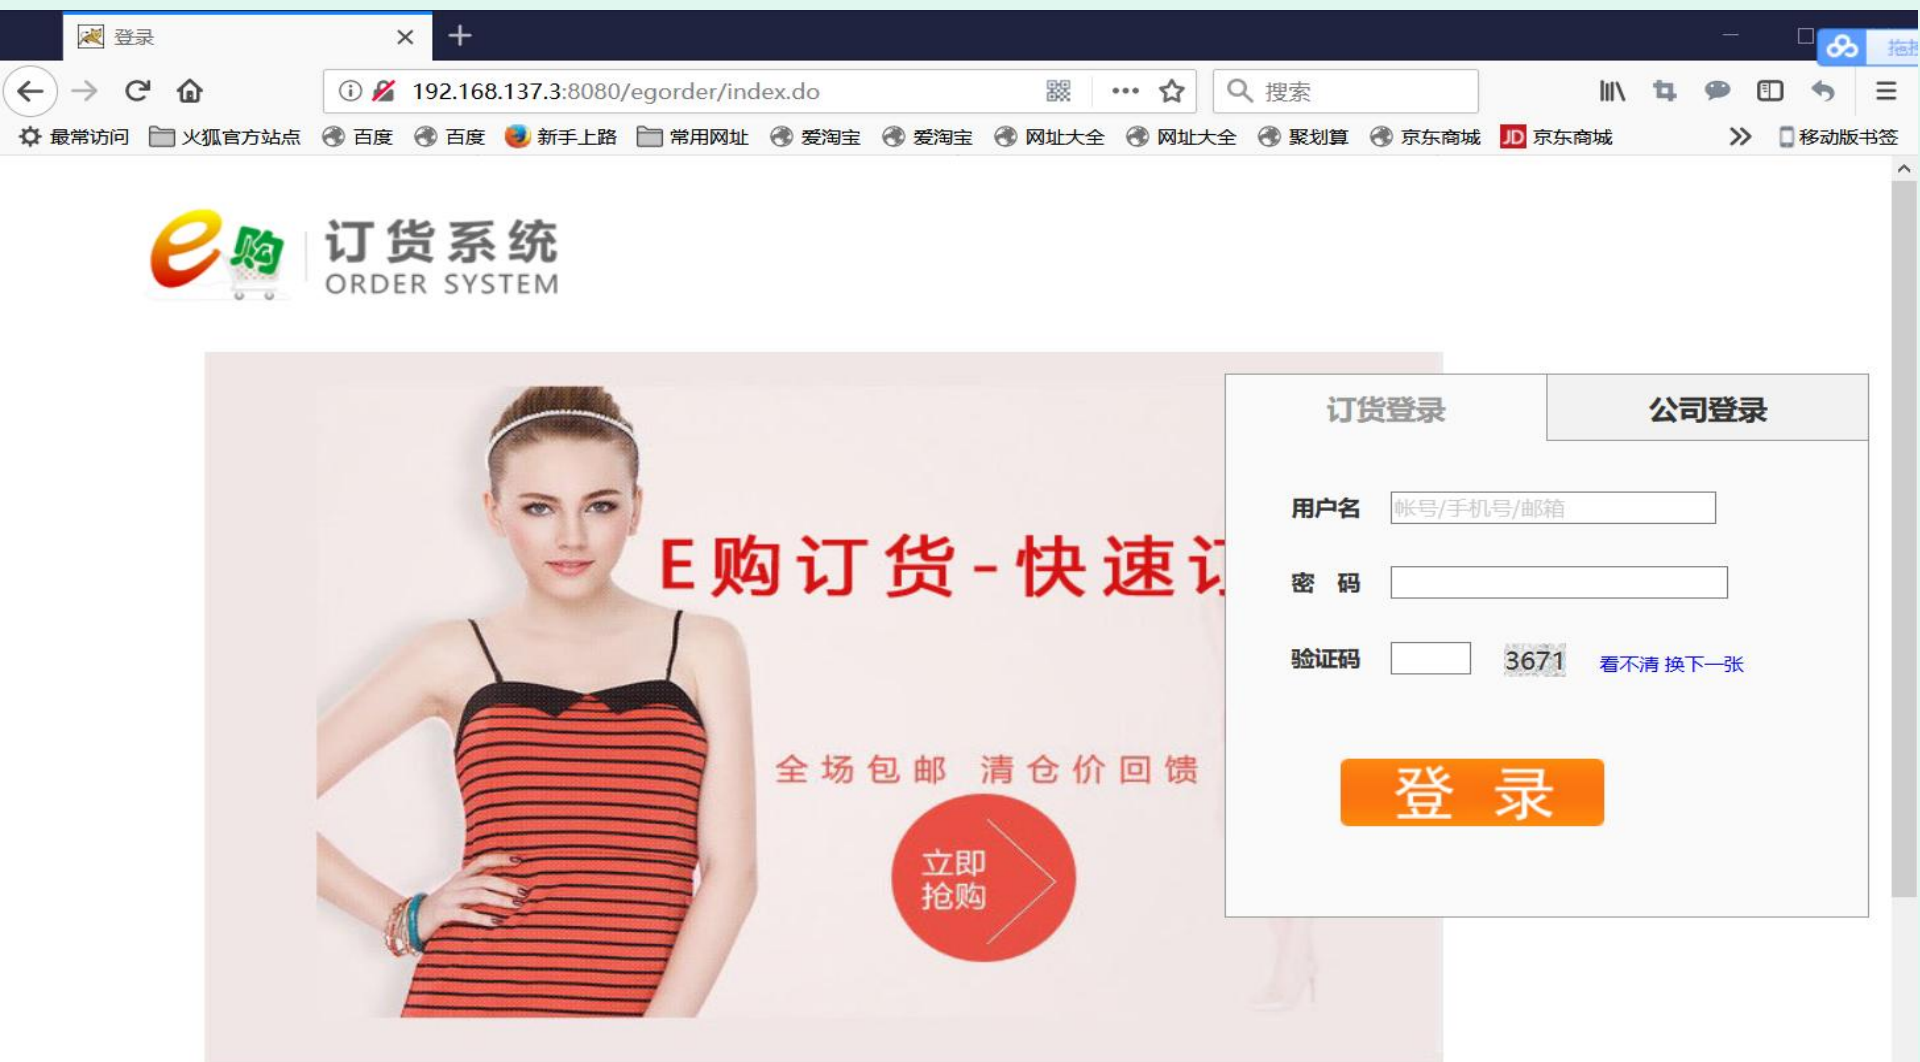 登录
拖拽
192.168.137.3:8080/egorder/index.do
搜索
最常访问 火狐官方站点 百度 百度 新手上路 常用网址 爱淘宝 爱淘宝 网址大全 网址大全 聚划算 京东商城 JD 京东商城 移动版书签
e购 订货系统
ORDER SYSTEM
订货登录 公司登录
用户名 帐号/手机号/邮箱
E购订货-快速订
密 码
验证码 3671 看不清 换下一张
全场包邮 清仓价回馈
登 录
立即
抢购